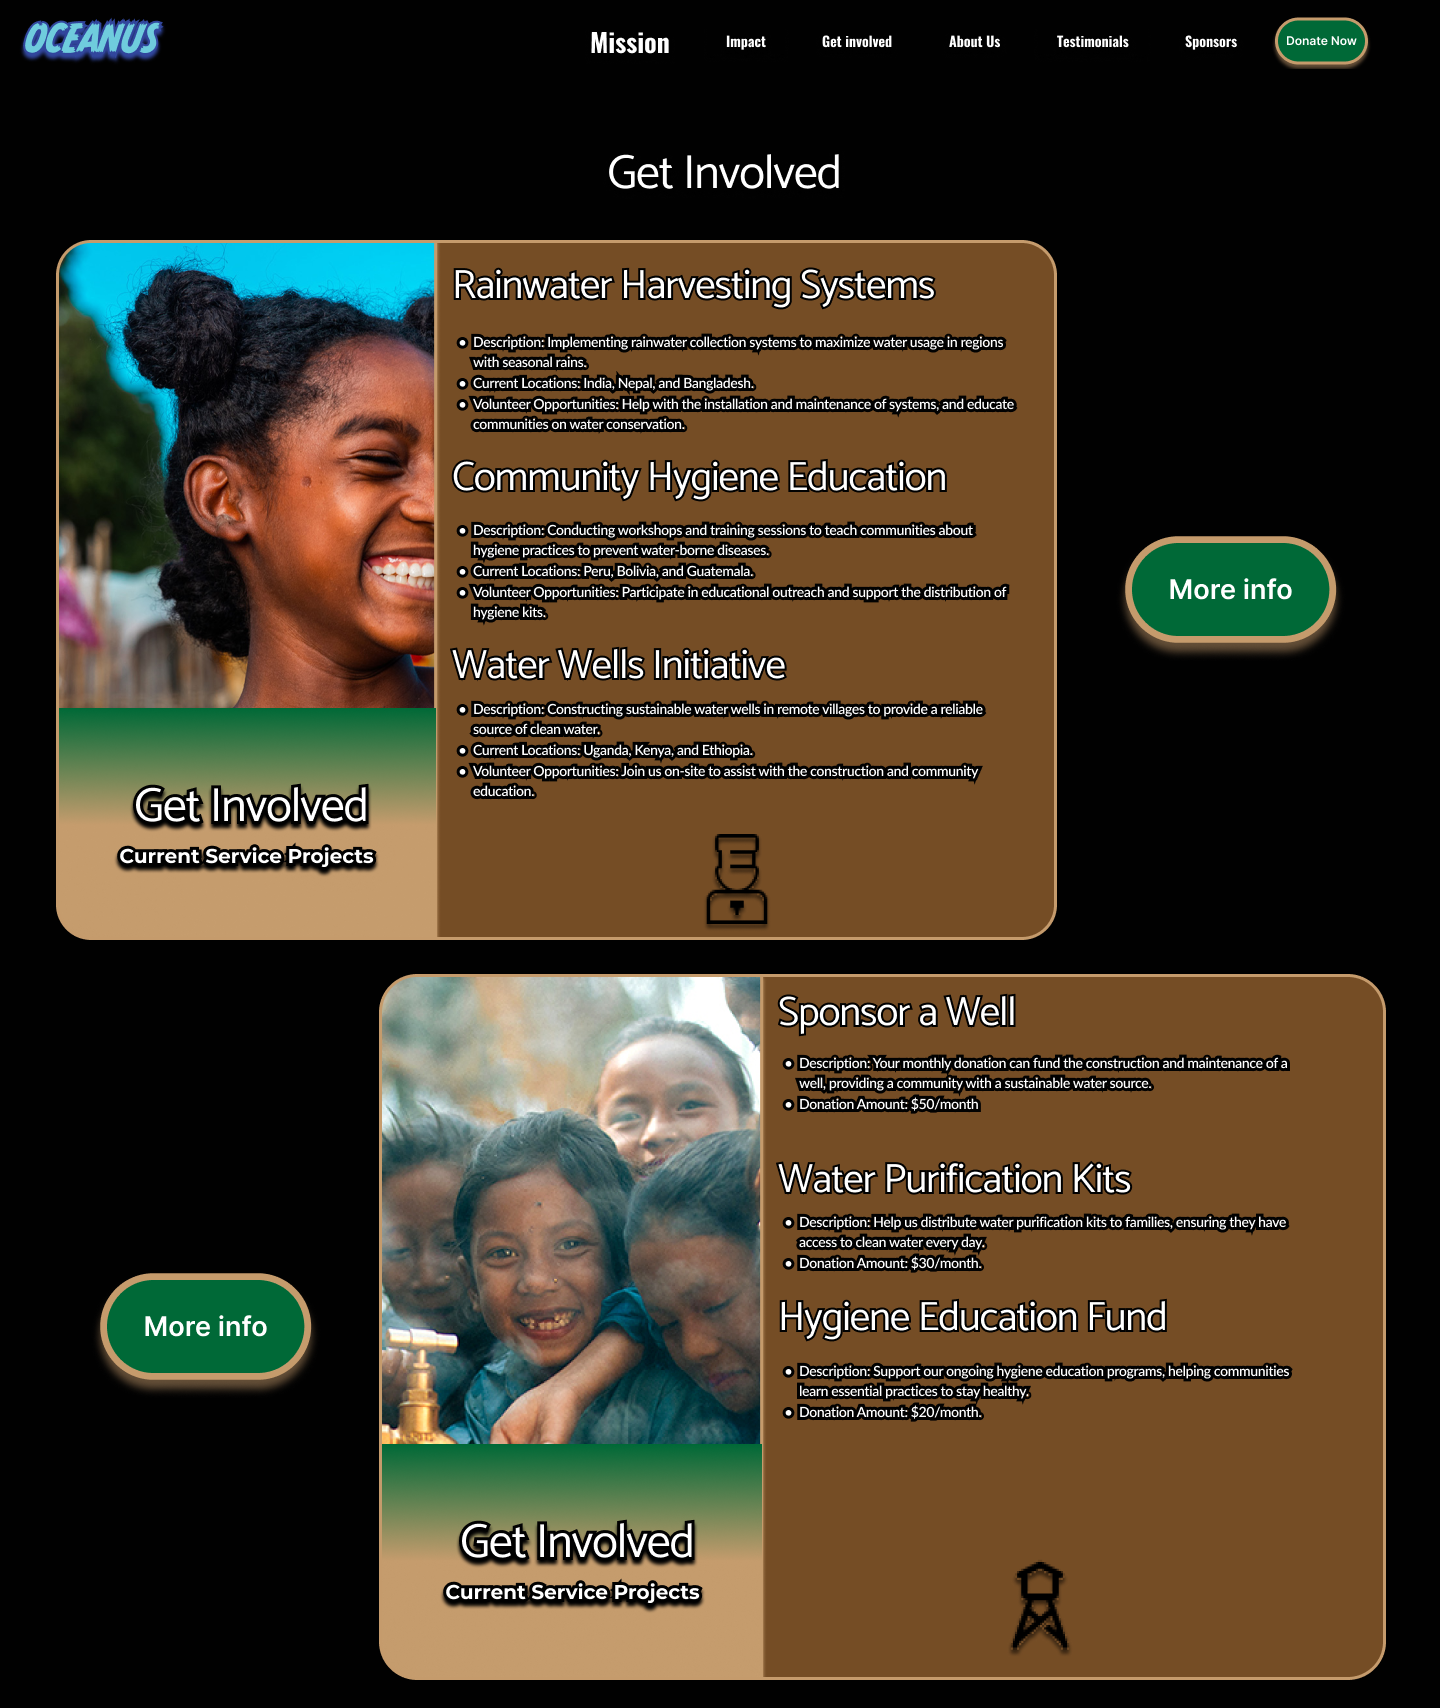 OCEANUS
Mission
Impact
Get involved
About Us
Testimonials
Sponsors
Donate Now
Get Involved
Rainwater Harvesting Systems
Description: Implementing rainwater collection systems to maximize water usage in regions
with seasonal rains.
Current Locations: India, Nepal, and Bangladesh.
Volunteer Opportunities: Help with the installation and maintenance of systems, and educate
communities on water conservation.
Community Hygiene Education
Description: Conducting workshops and training sessions to teach communities about
hygiene practices to prevent water-borne diseases.
Current Locations: Peru, Bolivia, and Guatemala.
Volunteer Opportunities: Participate in educational outreach and support the distribution of
hygiene kits.
Water Wells Initiative
Description: Constructing sustainable water wells in remote villages to provide a reliable
source of clean water.
Current Locations: Uganda, Kenya, and Ethiopia.
Volunteer Opportunities: Join us on-site to assist with the construction and community
education.
Get Involved
Current Service Projects
More info
Sponsor a Well
Description: Your monthly donation can fund the construction and maintenance of a
well, providing a community with a sustainable water source.
Donation Amount: $50/month
Water Purification Kits
Description: Help us distribute water purification kits to families, ensuring they have
access to clean water every day.
Donation Amount: $30/month.
Hygiene Education Fund
Description: Support our ongoing hygiene education programs, helping communities
learn essential practices to stay healthy.
Donation Amount: $20/month.
More info
Get Involved
Current Service Projects